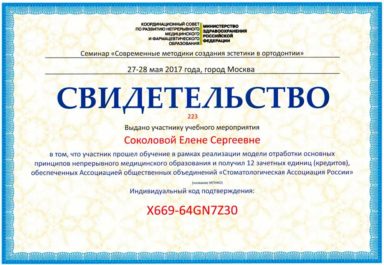 КООРДИНАЦИОННЫЙ СОВЕТ
ПО РАЗВИТИЮ НЕПРЕРЫВНОГО
МЕДИЦИНСКОГО
И ФАРМАЦЕВТИЧЕСКОГО
ОБРАЗОВАНИЯ
МИНИСТЕРСТВО
ЗДРАВООХРАНЕНИЯ
РОССИЙСКОЙ
ФЕДЕРАЦИИ
Семинар «Современные методики создания эстетики в ортодонтии»
27-28 мая 2017 года, город Москва
СВИДЕТЕЛЬСТВО
223
Выдано участнику учебного мероприятия
Соколовой Елене Сергеевне
в том, что участник прошел обучение в рамках реализации модели отработки основных
принципов непрерывного медицинского образования и получил 12 зачетных единиц (кредитов),
обеспеченных Ассоциацией общественных объединений «Стоматологическая Ассоциация России»
Индивидуальный код подтверждения:
X669-64GN7Z30